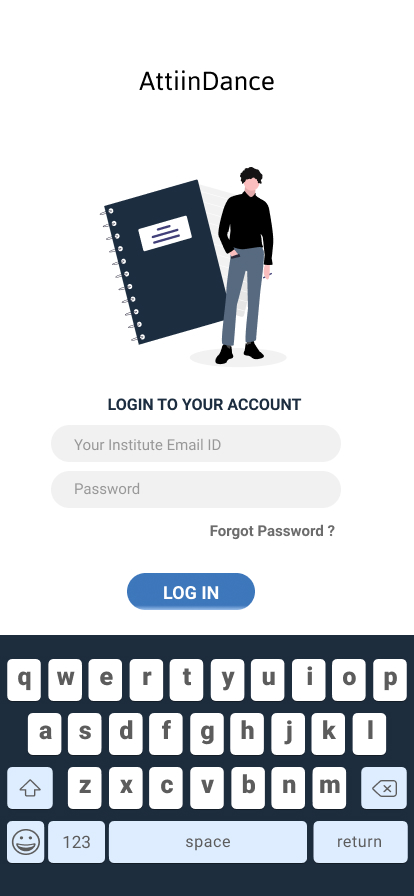 AttiinDance
LOGIN TO YOUR ACCOUNT
Your Institute Email ID
Password
Forgot Password ?
LOG IN
q w e r t y u i o p
a s d f g h j k l
z x c v b n m
123 space return